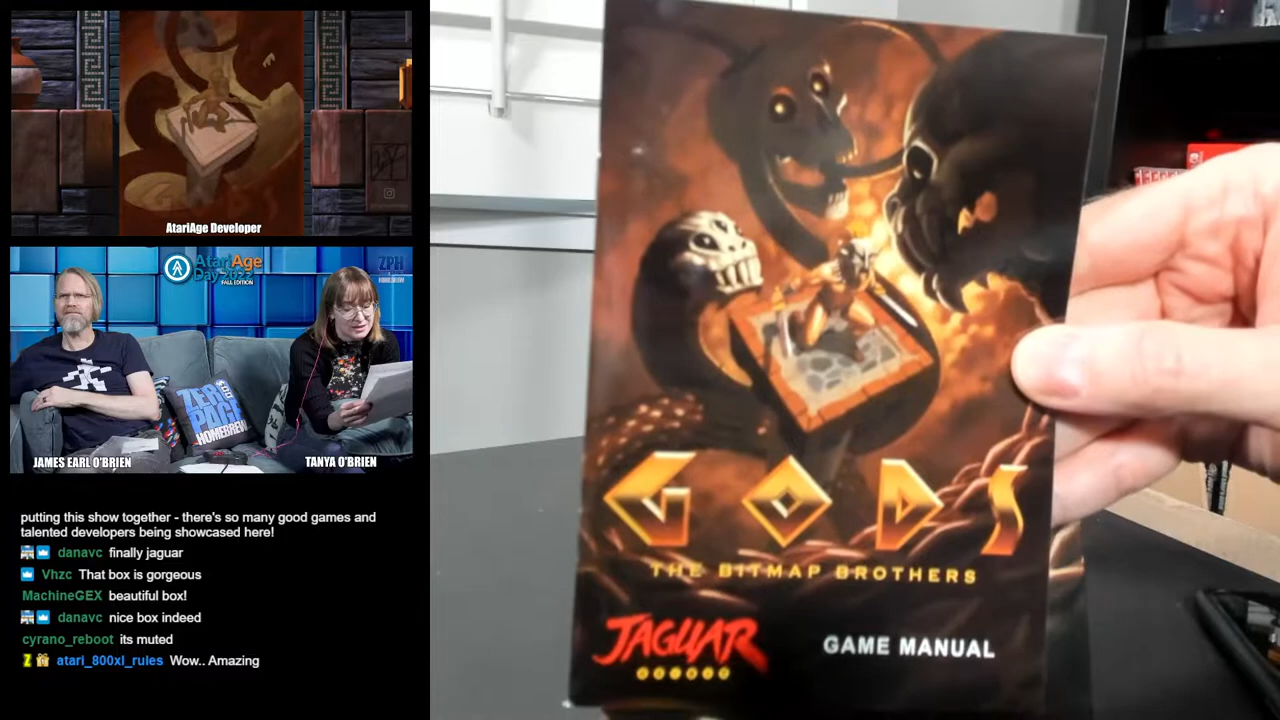 AtariAge Developer
AtariAge
Day 2022
FALL EDITION
ZPH
ZERO
PAGE
HOMEBREW
JAMES EARL O'BRIEN
TANYA O'BRIEN
putting this show together - there's so many good games and
talented developers being showcased here!
danavc finally jaguar
Vhzc That box is gorgeous
MachineGEX beautiful box!
danavc nice box indeed
cyrano_reboot its muted
Z atari_800xl_rules Wow.. Amazing
GODS
THE BITMAP BROTHERS
JAGUAR
GAME MANUAL